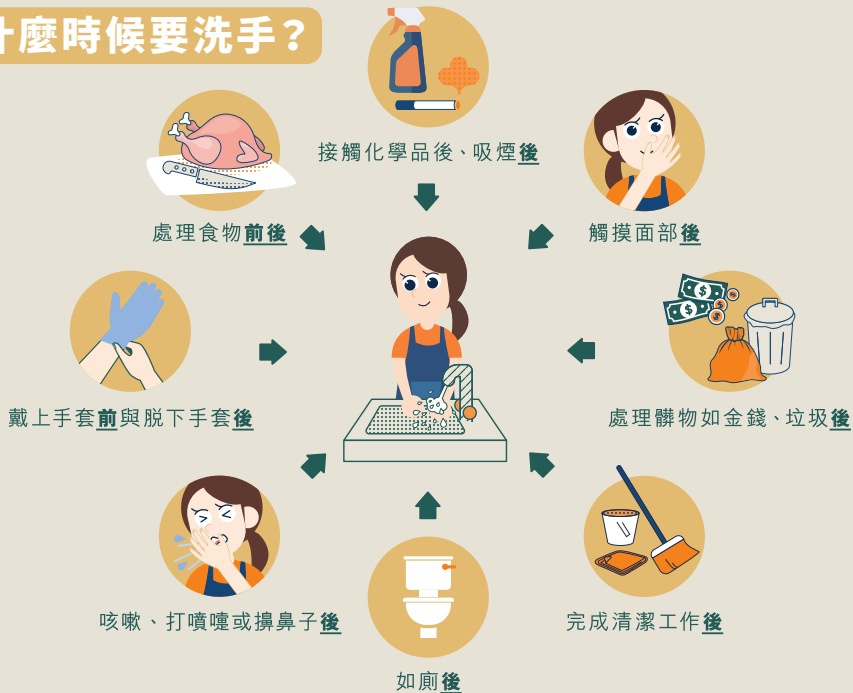 什麼時候要洗手？
接觸化學品後、吸煙後
處理食物前後
觸摸面部後
戴上手套前與脫下手套後
處理髒物如金錢、垃圾後
咳嗽、打噴嚏或擤鼻子後
完成清潔工作後
如廁後